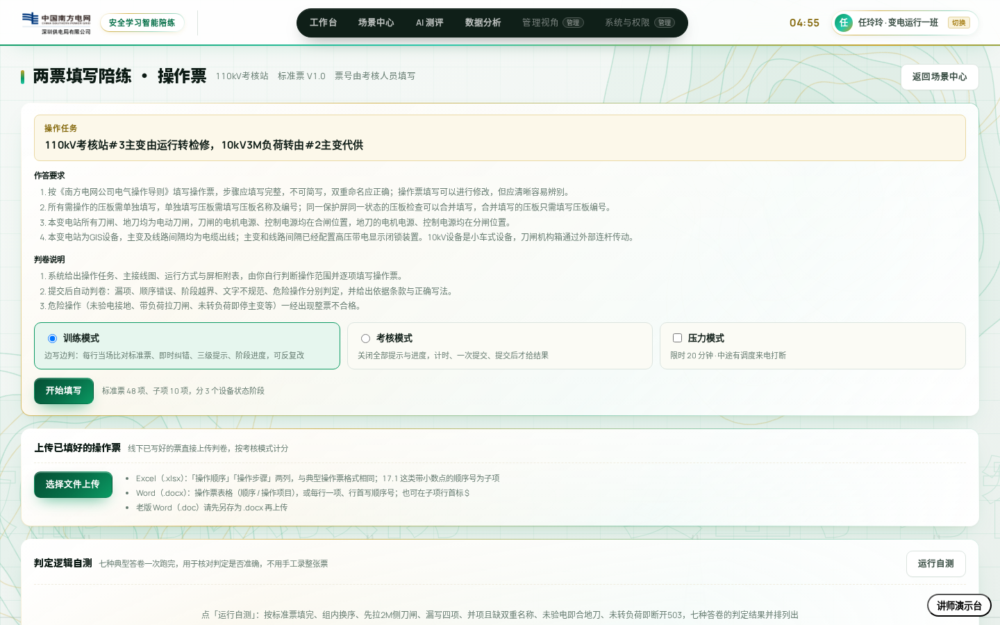 中国南方电网
CHINA SOUTHERN POWER GRID
深圳供电局有限公司
安全学习智能陪练
工作台
场景中心
AI 测评
数据分析
管理视角 管理
系统与权限 管理
04:55
任 任玲玲 · 变电运行一班 切换
两票填写陪练 • 操作票 110kV考核站 标准票 V1.0 票号由考核人员填写
返回场景中心
操作任务
110kV考核站#3主变由运行转检修，10kV3M负荷转由#2主变代供
作答要求
1. 按《南方电网公司电气操作导则》填写操作票，步骤应填写完整，不可简写，双重命名应正确；操作票填写可以进行修改，但应清晰容易辨别。
2. 所有需操作的压板需单独填写，单独填写压板需填写压板名称及编号；同一保护屏同一状态的压板检查可以合并填写，合并填写的压板只需填写压板编号。
3. 本变电站所有刀闸、地刀均为电动刀闸，刀闸的电机电源、控制电源均在合闸位置，地刀的电机电源、控制电源均在分闸位置。
4. 本变电站为GIS设备，主变及线路间隔均为电缆出线；主变和线路间隔已经配置高压带电显示闭锁装置。10kV设备是小车式设备，刀闸机构箱通过外部连杆传动。
判卷说明
1. 系统给出操作任务、主接线图、运行方式与屏柜附表，由你自行判断操作范围并逐项填写操作票。
2. 提交后自动判卷：漏项、顺序错误、阶段越界、文字不规范、危险操作分别判定，并给出依据条款与正确写法。
3. 危险操作（未验电接地、带负荷拉刀闸、未转负荷即停主变等）一经出现整票不合格。
训练模式
边写边判：每行当场比对标准票、即时纠错、三级提示、阶段进度，可反复改
考核模式
关闭全部提示与进度，计时、一次提交、提交后才给结果
压力模式
限时 20 分钟 · 中途有调度来电打断
开始填写 标准票 48 项、子项 10 项，分 3 个设备状态阶段
上传已填好的操作票 线下已写好的票直接上传判卷，按考核模式计分
选择文件上传
• Excel（.xlsx）：「操作顺序」「操作步骤」两列，与典型操作票格式相同；17.1 这类带小数点的顺序号为子项
• Word（.docx）：操作票表格（顺序 / 操作项目），或每行一项、行首写顺序号；也可在子项行首标 $
• 老版 Word（.doc）请先另存为 .docx 再上传
判定逻辑自测 七种典型答卷一次跑完，用于核对判定是否准确，不用手工录整张票
运行自测
点「运行自测」：按标准票填完、组内换序、先拉2M侧刀闸、漏写四项、并项且缺双重名称、未验电即合地刀、未转负荷即断开503，七种答卷的判定结果并排列出
讲师演示台